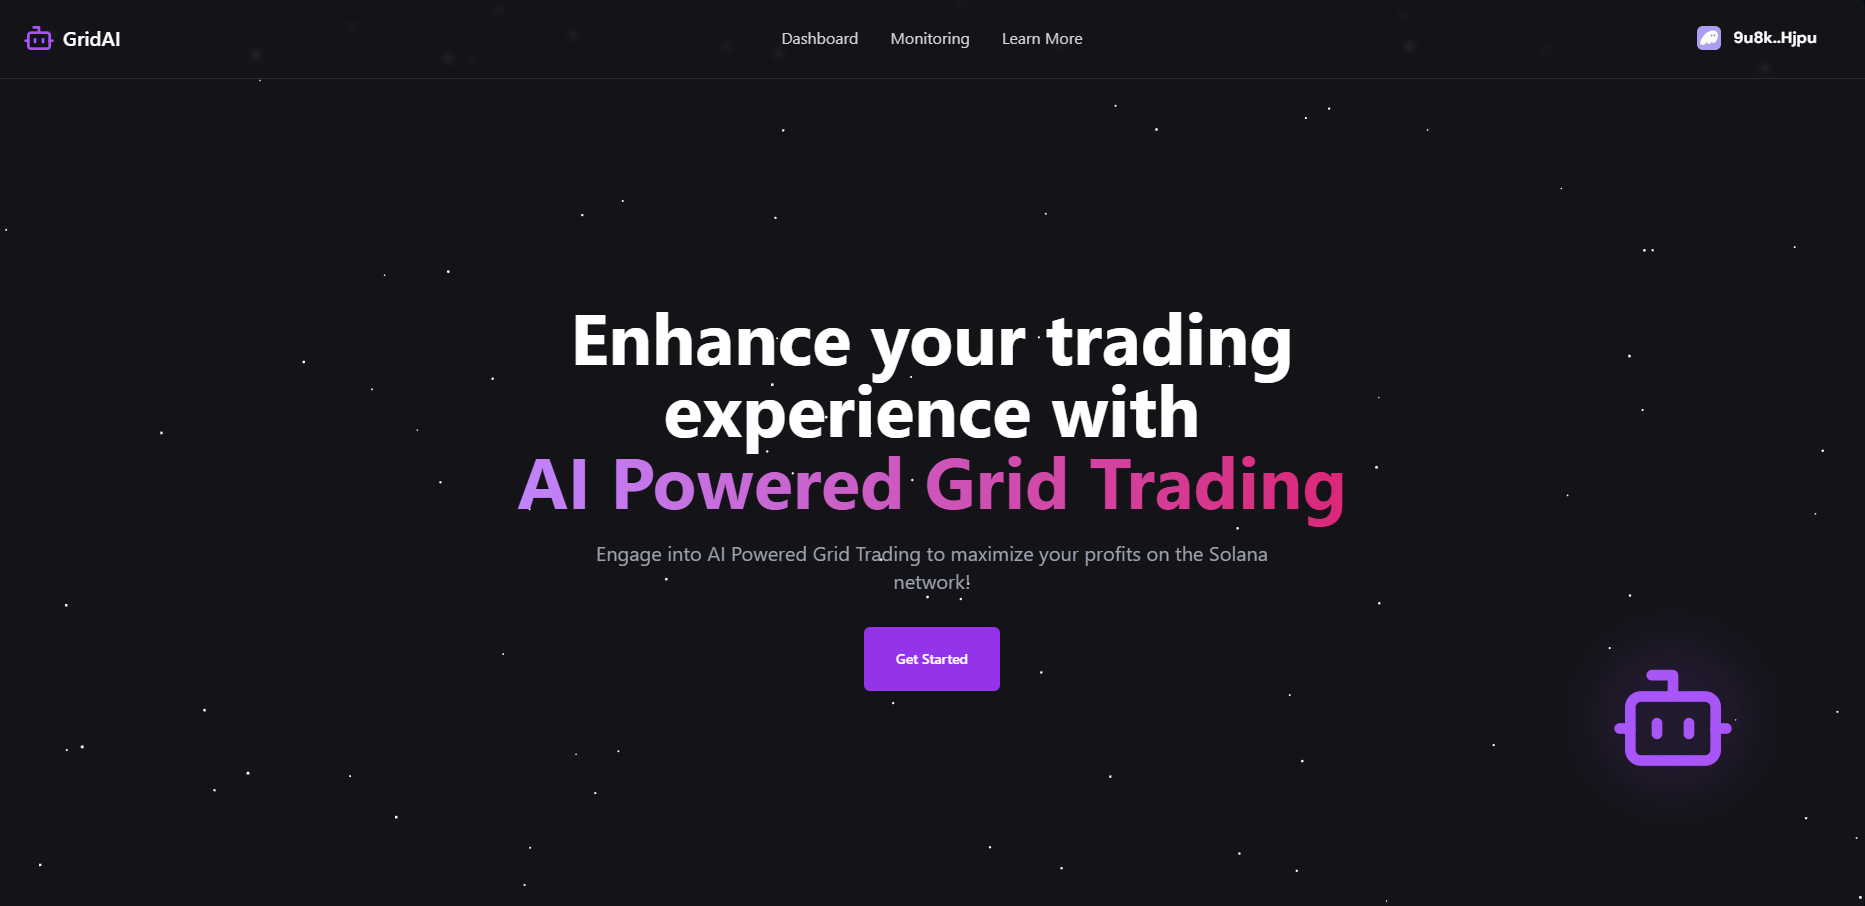 GridAI
Dashboard
Monitoring
Learn More
9u8k..Hjpu
Enhance your trading
experience with
AI Powered Grid Trading
Engage into AI Powered Grid Trading to maximize your profits on the Solana
network!
Get Started